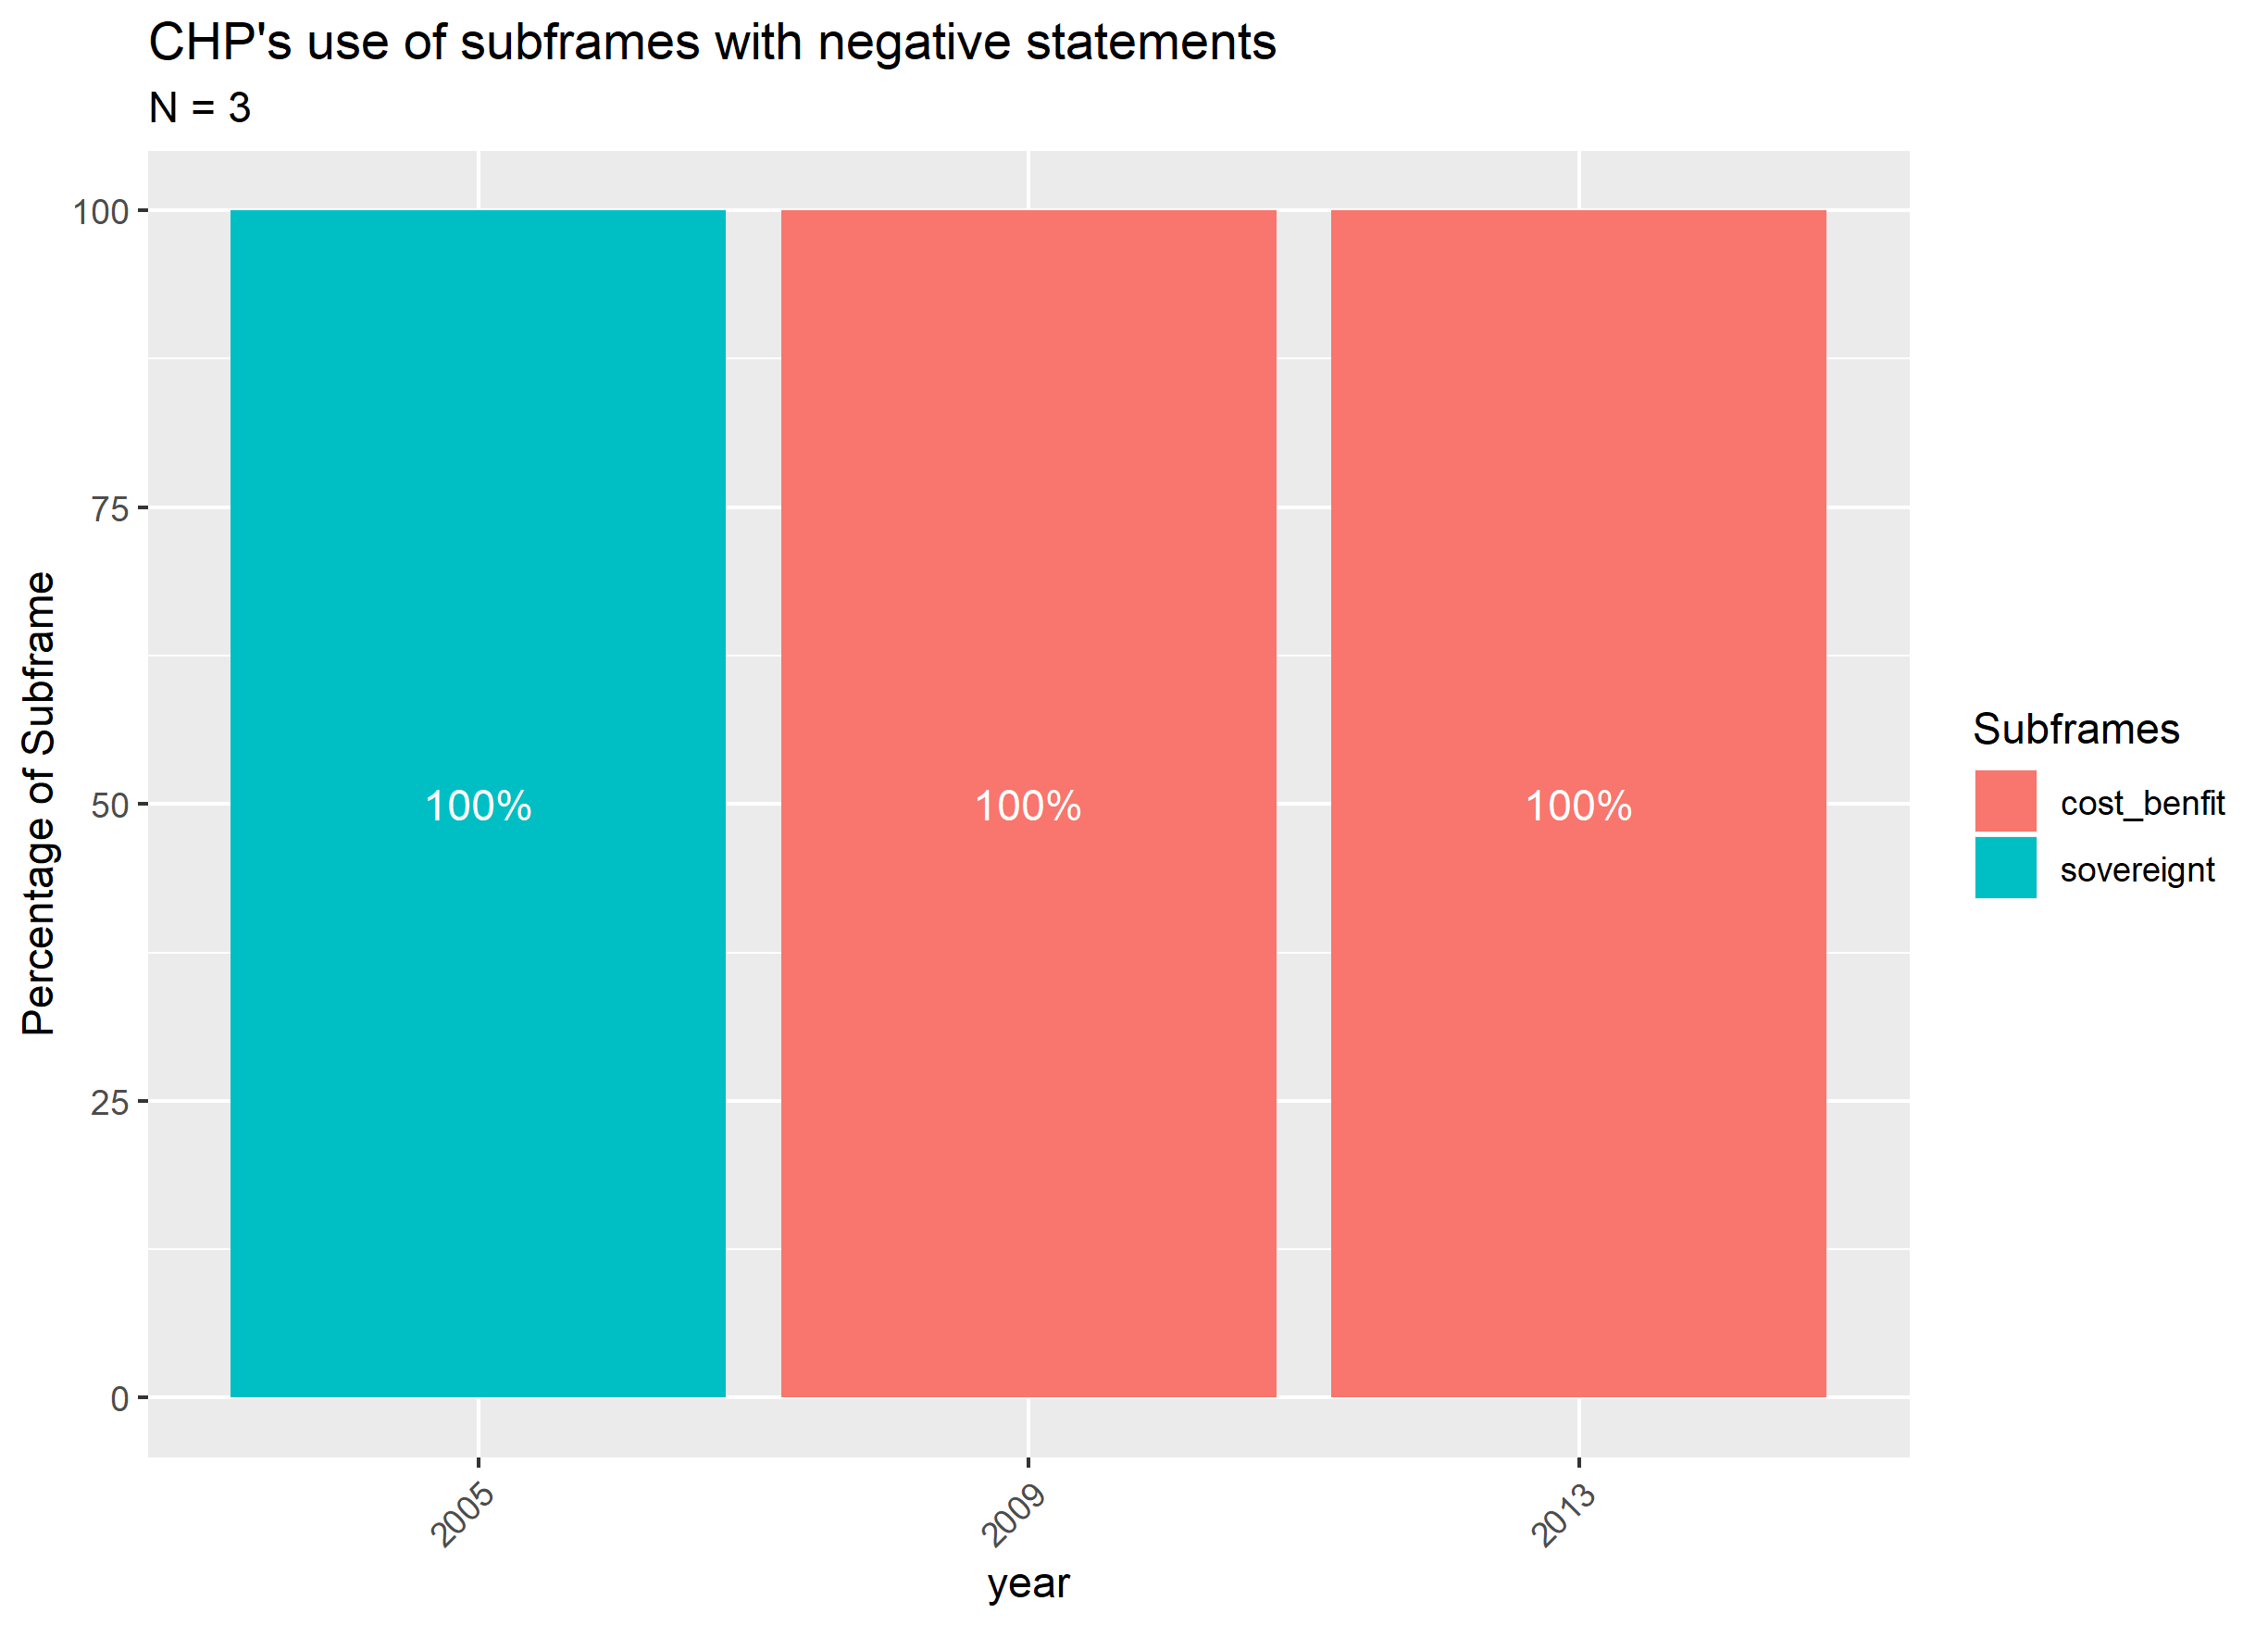 CHP's use of subframes with negative statements
N = 3
Percentage of Subframe
100
75
50
25
0
100%
100%
100%
2005
2009
2013
year
Subframes
cost_benfit
sovereignt